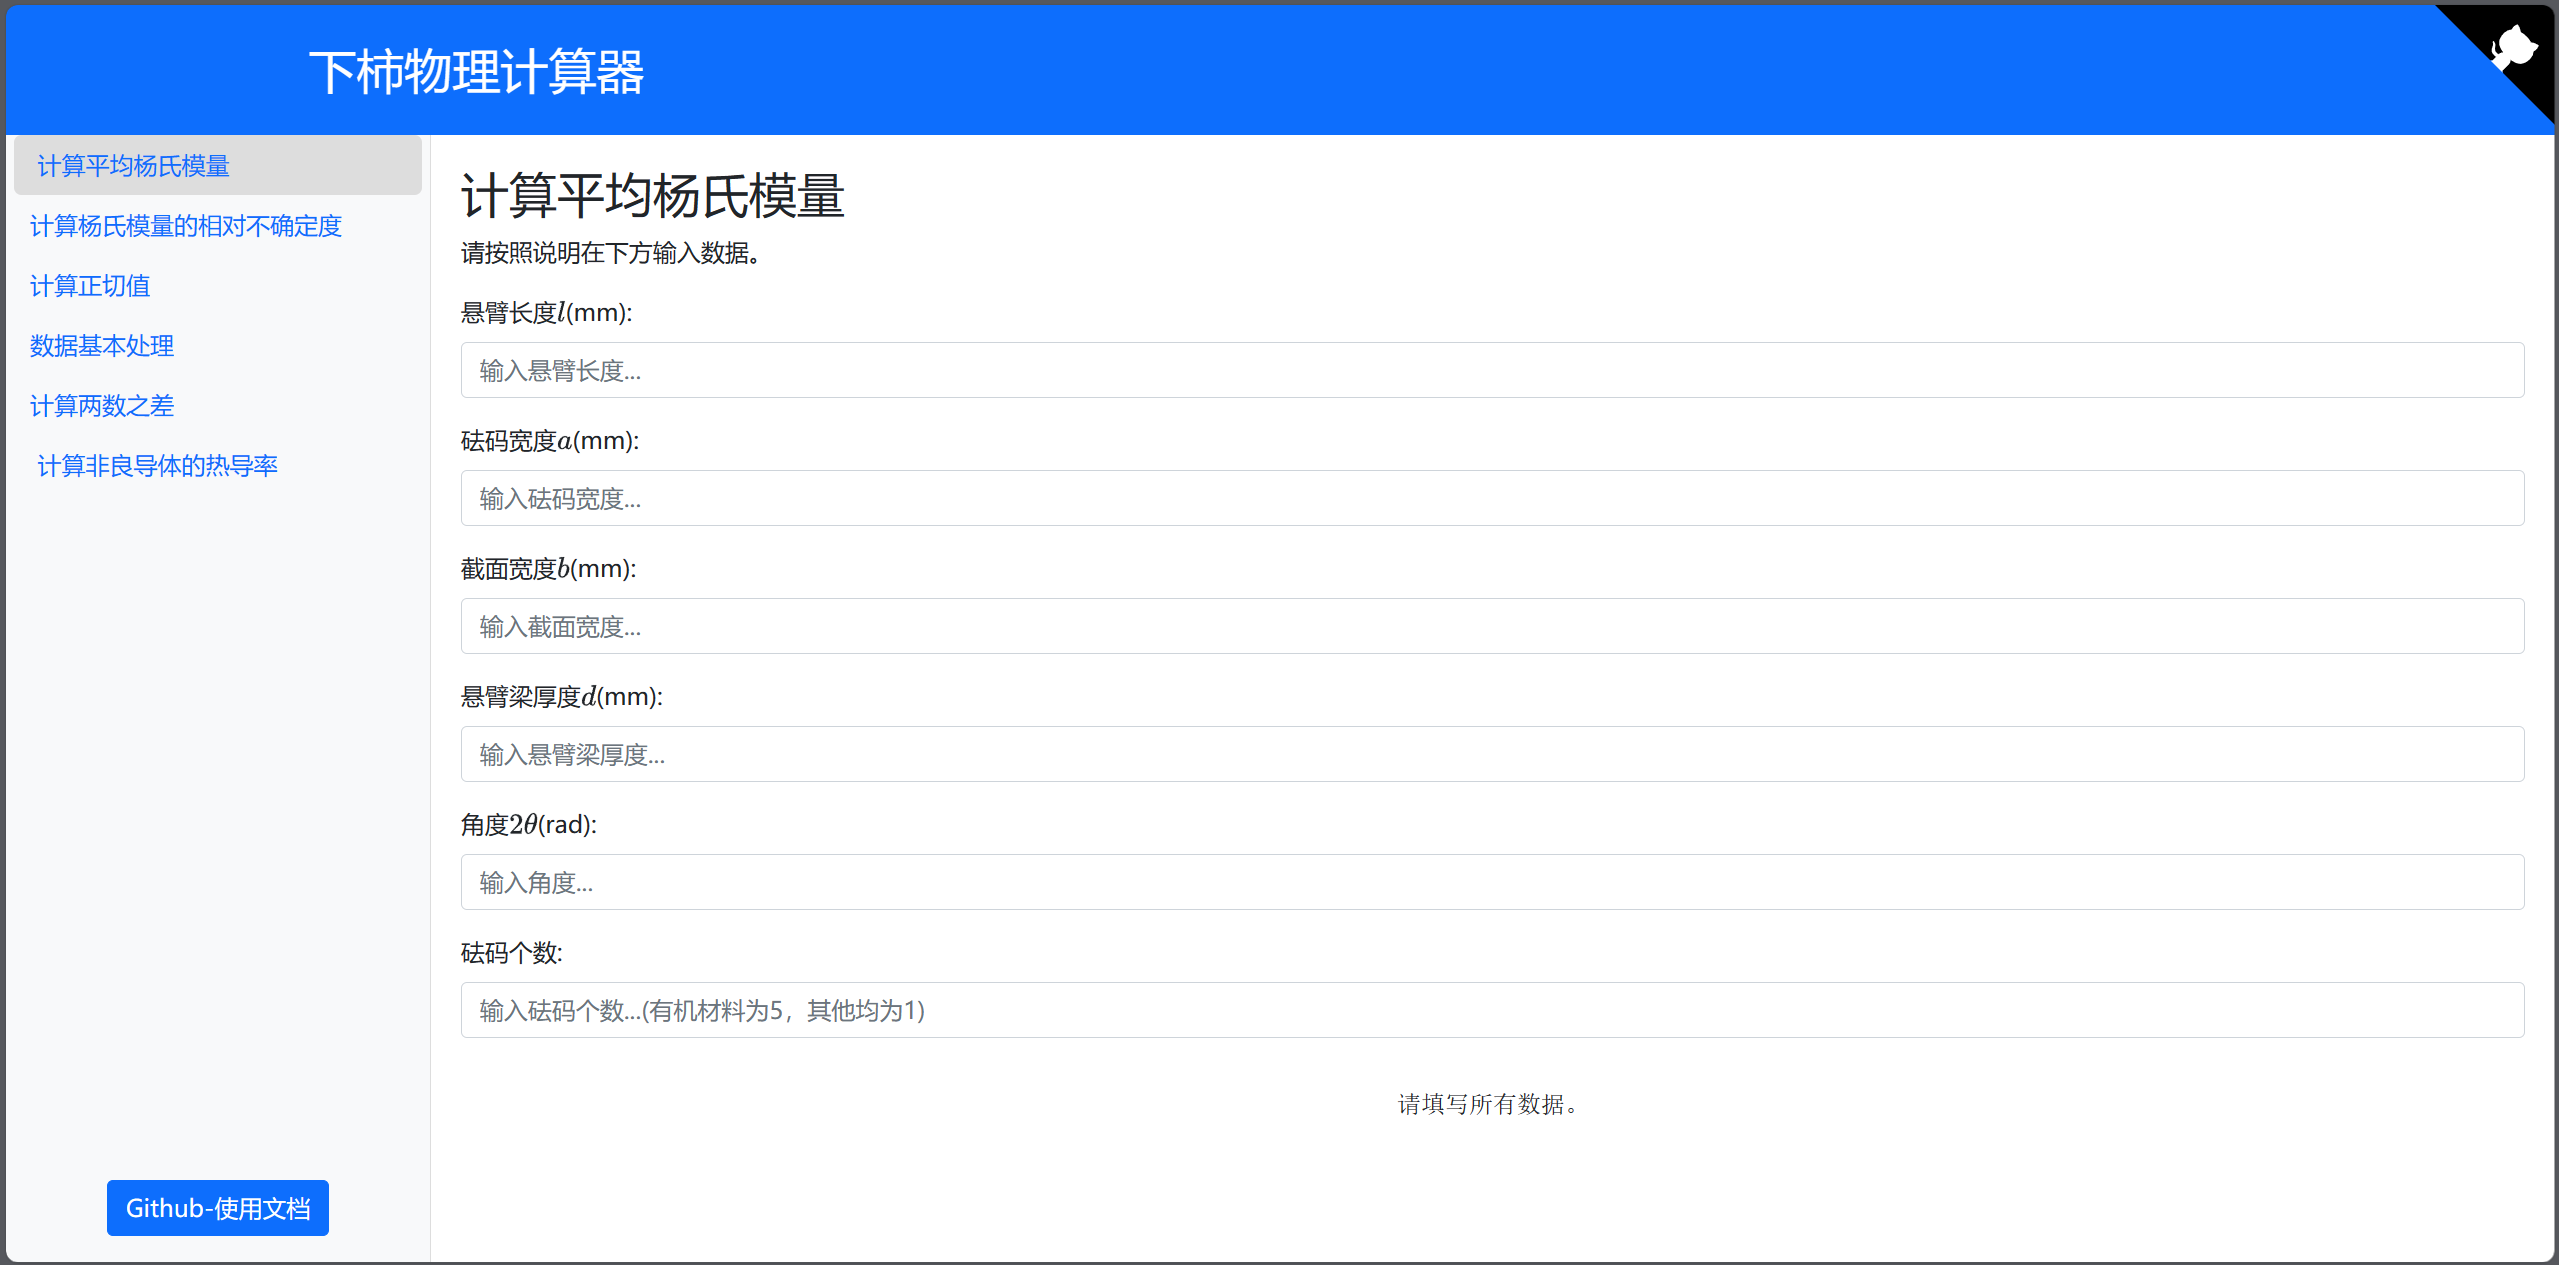 下柿物理计算器
计算平均杨氏模量
计算杨氏模量的相对不确定度
计算正切值
数据基本处理
计算两数之差
计算非良导体的热导率
Github-使用文档
计算平均杨氏模量
请按照说明在下方输入数据。
悬臂长度l(mm):
输入悬臂长度...
砝码宽度a(mm):
输入砝码宽度...
截面宽度b(mm):
输入截面宽度...
悬臂梁厚度d(mm):
输入悬臂梁厚度...
角度2θ(rad):
输入角度...
砝码个数:
输入砝码个数...(有机材料为5，其他均为1)
请填写所有数据。